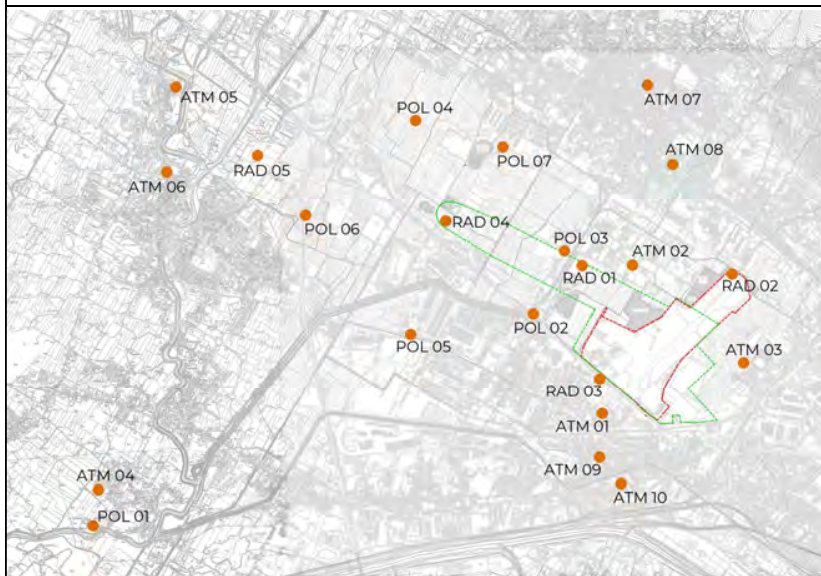 ATM 05
ATM 07
POL 04
POL 07
ATM 08
RAD 05
ATM 06
POL 06
RAD 04
POL 03
ATM 02
RAD 01
RAD 02
POL 02
POL 05
ATM 03
RAD 03
ATM 01
ATM 09
ATM 04
ATM 10
POL 01